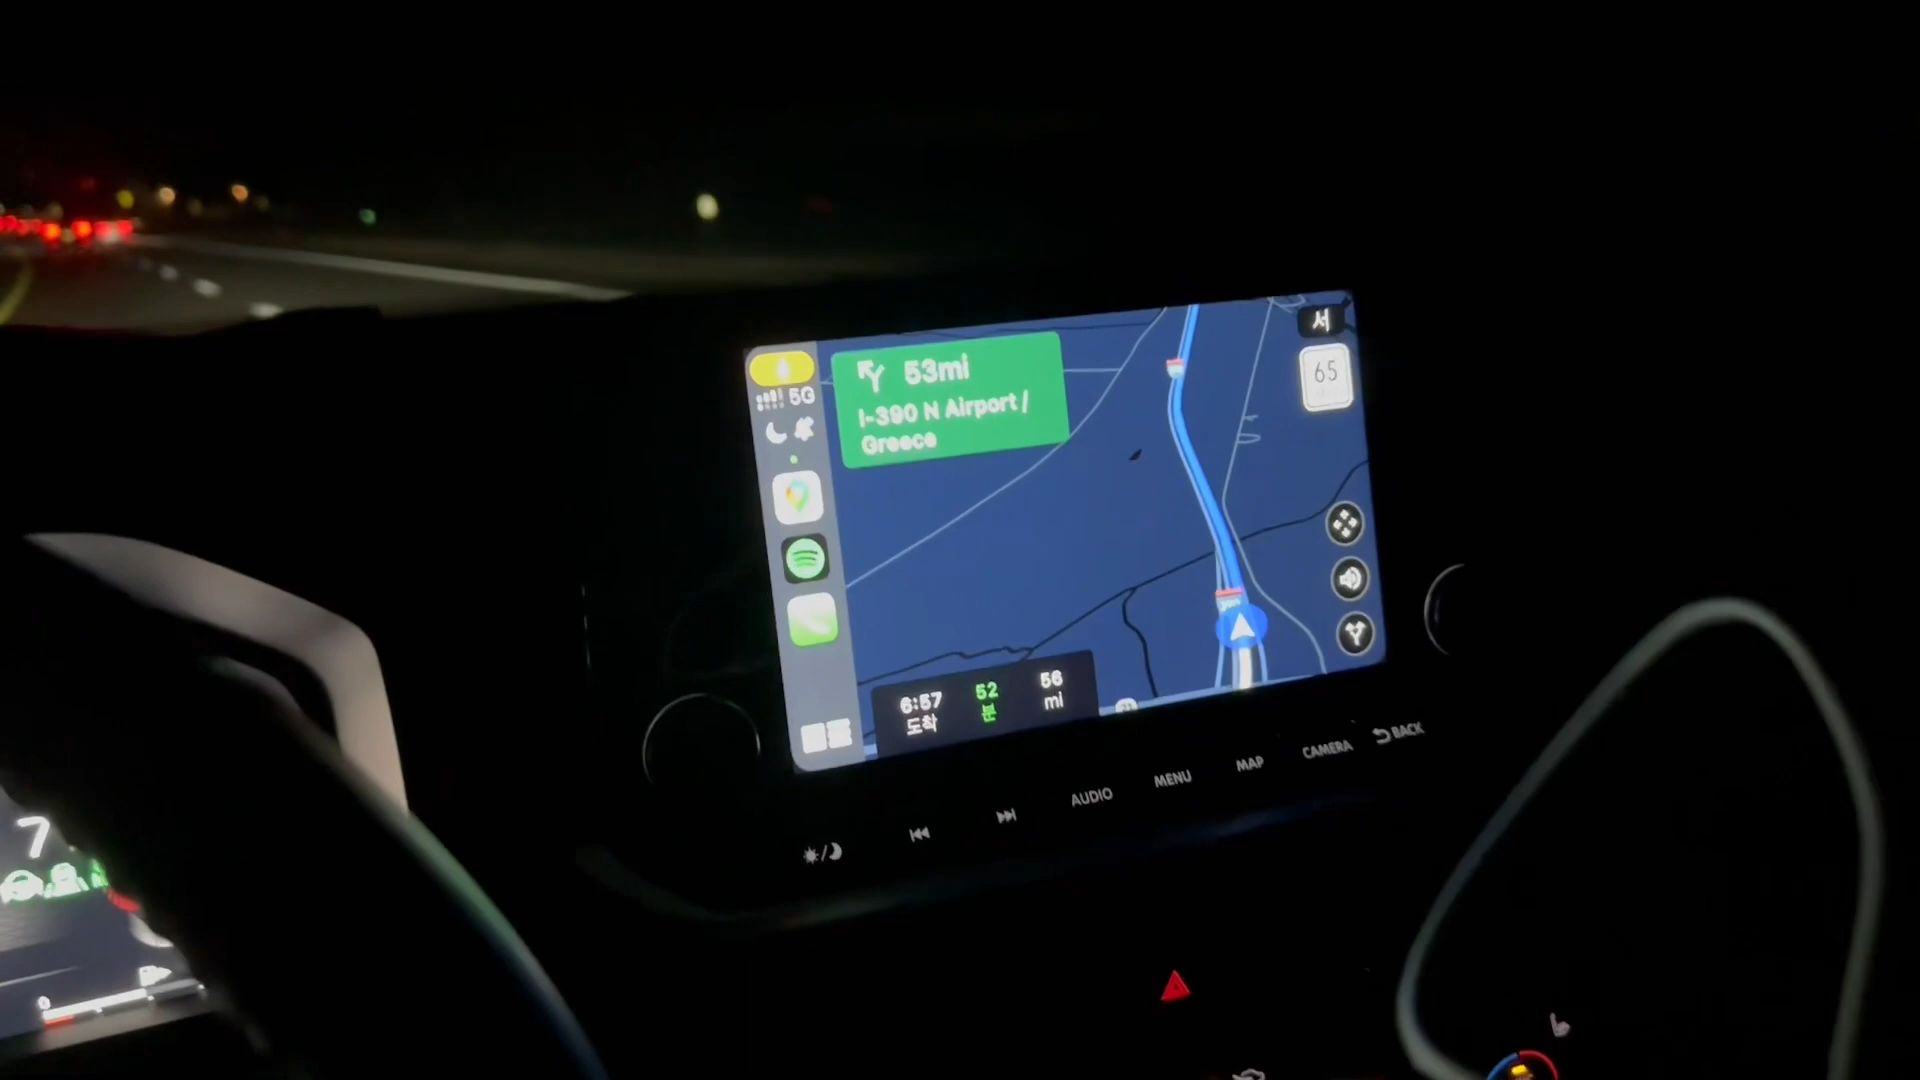 53mi
I-390 N Airport /
Greece
5G
서
65
6:57 52 56
도착 분 mi
AUDIO MENU MAP CAMERA BACK
7